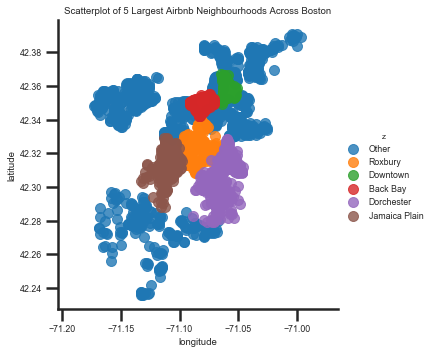 Scatterplot of 5 Largest Airbnb Neighbourhoods Across Boston
42.38
42.36
42.34
42.32
42.30
42.28
42.26
42.24
latitude
−71.20
−71.15
−71.10
−71.05
−71.00
longitude
z
Other
Roxbury
Downtown
Back Bay
Dorchester
Jamaica Plain